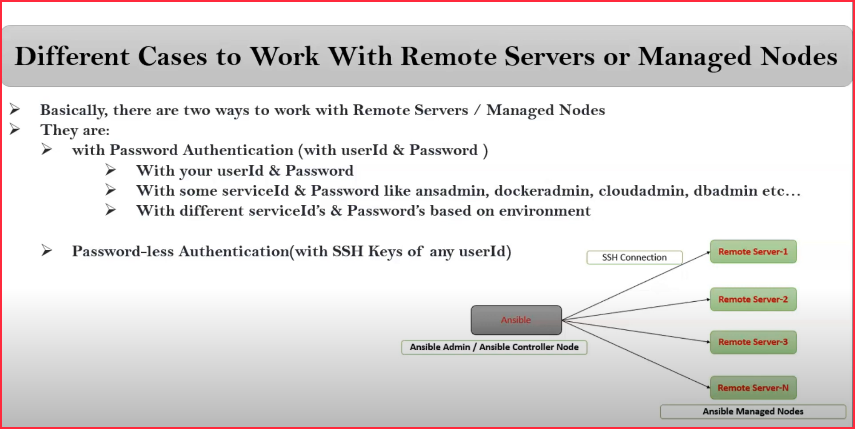 Different Cases to Work With Remote Servers or Managed Nodes
Basically, there are two ways to work with Remote Servers / Managed Nodes
They are:
with Password Authentication (with userId & Password )
With your userId & Password
With some serviceId & Password like ansadmin, dockeradmin, cloudadmin, dbadmin etc…
With different serviceId's & Password's based on environment
Password-less Authentication(with SSH Keys of any userId)
SSH Connection
Remote Server-1
Remote Server-2
Ansible
Remote Server-3
Ansible Admin / Ansible Controller Node
Remote Server-N
Ansible Managed Nodes